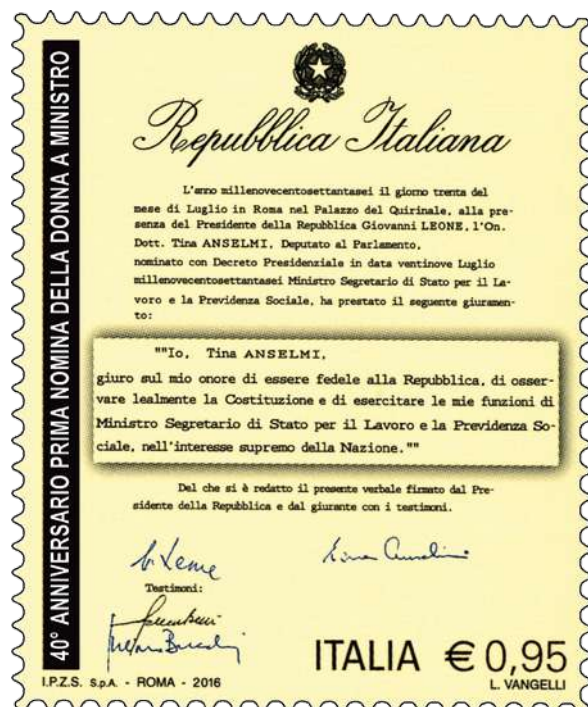 40° ANNIVERSARIO PRIMA NOMINA DELLA DONNA A MINISTRO
Repubblica Italiana
L'anno millenovecentosettantasei il giorno trenta del
mese di Luglio in Roma nel Palazzo del Quirinale, alla pre-
senza del Presidente della Repubblica Giovanni LEONE, l'On.
Dott. Tina ANSELMI, Deputato al Parlamento,
nominato con Decreto Presidenziale in data ventinove Luglio
millenovecentosettantasei Ministro Segretario di Stato per il La-
voro e la Previdenza Sociale, ha prestato il seguente giuramen-
to:
""Io, Tina ANSELMI,
giuro sul mio onore di essere fedele alla Repubblica, di osser-
vare lealmente la Costituzione e di esercitare le mie funzioni di
Ministro Segretario di Stato per il Lavoro e la Previdenza So-
ciale, nell'interesse supremo della Nazione.""
Del che si è redatto il presente verbale firmato dal Pre-
sidente della Repubblica e dal giurante con i testimoni.
Testimoni:
ITALIA € 0,95
I.P.Z.S. S.p.A. - ROMA - 2016
L. VANGELLI